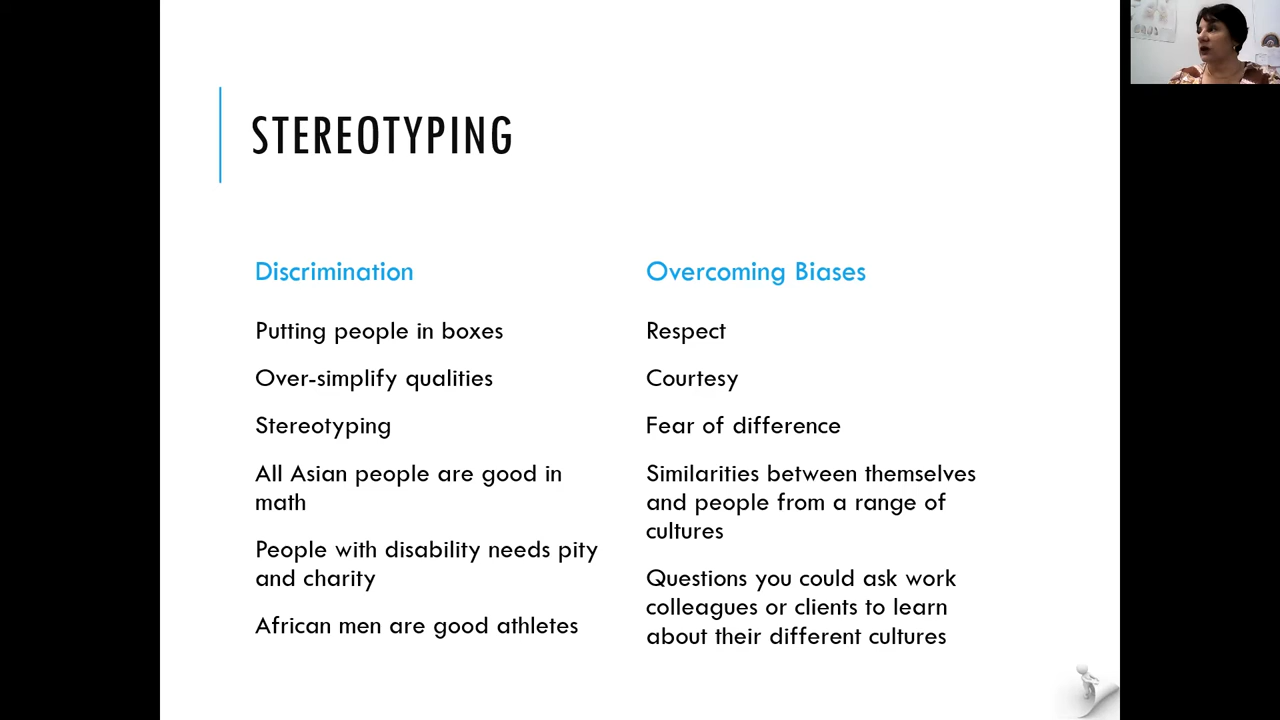 STEREOTYPING
Discrimination
Putting people in boxes
Over-simplify qualities
Stereotyping
All Asian people are good in
math
People with disability needs pity
and charity
African men are good athletes
Overcoming Biases
Respect
Courtesy
Fear of difference
Similarities between themselves
and people from a range of
cultures
Questions you could ask work
colleagues or clients to learn
about their different cultures